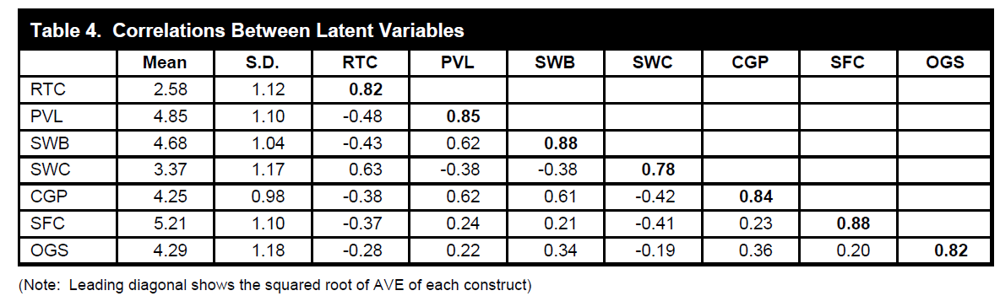 Table 4. Correlations Between Latent Variables
Mean S.D. RTC PVL SWB SWC CGP SFC OGS
RTC 2.58 1.12 0.82
PVL 4.85 1.10 -0.48 0.85
SWB 4.68 1.04 -0.43 0.62 0.88
SWC 3.37 1.17 0.63 -0.38 -0.38 0.78
CGP 4.25 0.98 -0.38 0.62 0.61 -0.42 0.84
SFC 5.21 1.10 -0.37 0.24 0.21 -0.41 0.23 0.88
OGS 4.29 1.18 -0.28 0.22 0.34 -0.19 0.36 0.20 0.82
(Note: Leading diagonal shows the squared root of AVE of each construct)